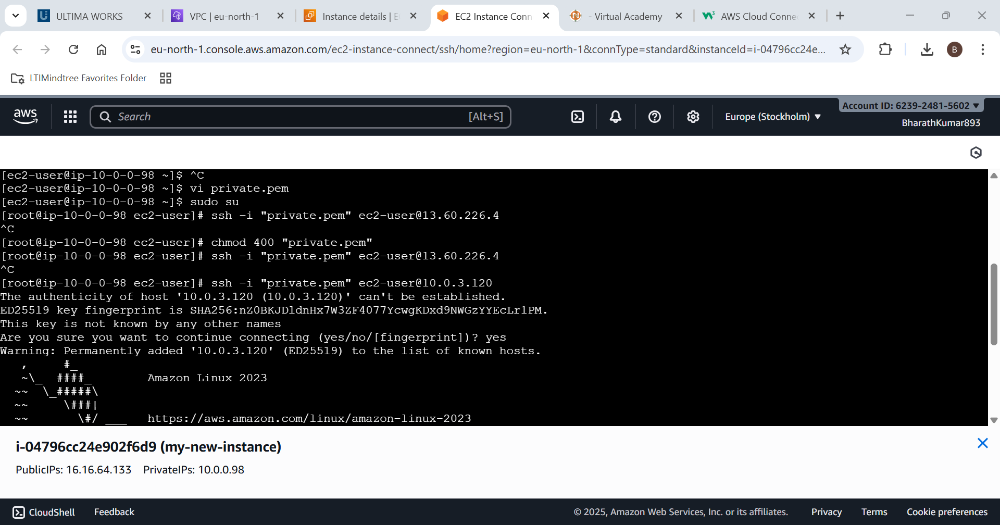 ULTIMA WORKS
VPC | eu-north-1
Instance details | E
EC2 Instance Conn
- Virtual Academy
AWS Cloud Conne
eu-north-1.console.aws.amazon.com/ec2-instance-connect/ssh/home?region=eu-north-1&connType=standard&instanceId=i-04796cc24e...
B
LTIMindtree Favorites Folder
aws
Search
[Alt+S]
Europe (Stockholm)
Account ID: 6239-2481-5602
BharathKumar893
[ec2-user@ip-10-0-0-98 ~]$ ^C
[ec2-user@ip-10-0-0-98 ~]$ vi private.pem
[ec2-user@ip-10-0-0-98 ~]$ sudo su
[root@ip-10-0-0-98 ec2-user]# ssh -i "private.pem" ec2-user@13.60.226.4
^C
[root@ip-10-0-0-98 ec2-user]# chmod 400 "private.pem"
[root@ip-10-0-0-98 ec2-user]# ssh -i "private.pem" ec2-user@13.60.226.4
^C
[root@ip-10-0-0-98 ec2-user]# ssh -i "private.pem" ec2-user@10.0.3.120
The authenticity of host '10.0.3.120 (10.0.3.120)' can't be established.
ED25519 key fingerprint is SHA256:nZ0BKJDldnHx7W3ZF4077YcwgKDxd9NWGzYYEcLr1PM.
This key is not known by any other names
Are you sure you want to continue connecting (yes/no/[fingerprint])? yes
Warning: Permanently added '10.0.3.120' (ED25519) to the list of known hosts.
   ,     #_
   ~\_  ####_        Amazon Linux 2023
  ~~  \_#####\
  ~~     \###|
  ~~       \#/ ___   https://aws.amazon.com/linux/amazon-linux-2023
i-04796cc24e902f6d9 (my-new-instance)
PublicIPs: 16.16.64.133 PrivateIPs: 10.0.0.98
CloudShell
Feedback
© 2025, Amazon Web Services, Inc. or its affiliates.
Privacy
Terms
Cookie preferences